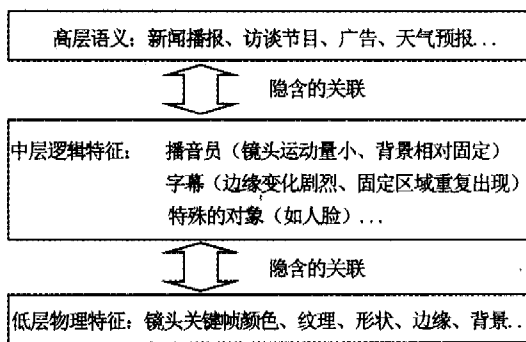 高层语义：新闻播报、访谈节目、广告、天气预报...
隐含的关联
中层逻辑特征： 播音员（镜头运动量小、背景相对固定）
字幕（边缘变化剧烈、固定区域重复出现）
特殊的对象（如人脸）...
隐含的关联
低层物理特征：镜头关键帧颜色、纹理、形状、边缘、背景..